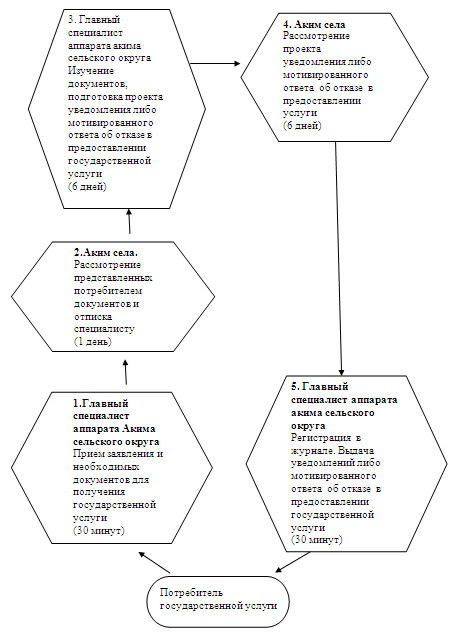 3. Главный
специалист
аппарата акима
сельского округа
Изучение
документов,
подготовка проекта
уведомления либо
мотивированного
ответа об отказе в
предоставлении
государственной
услуги
(6 дней)
4. Аким села
Рассмотрение
проекта
уведомления либо
мотивированного
ответа об отказе в
предоставлении
услуги
(6 дней)
2.Аким села.
Рассмотрение
представленных
потребителем
документов и
отписка
специалисту
(1 день)
1.Главный
специалист
аппарата Акима
сельского округа
Прием заявления и
необходимых
документов для
получения
государственной
услуги
(30 минут)
5. Главный
специалист аппарата
акима сельского
округа
Регистрация в
журнале. Выдача
уведомлений либо
мотивированного
ответа об отказе в
предоставлении
государственной
услуги
(30 минут)
Потребитель
государственной услуги